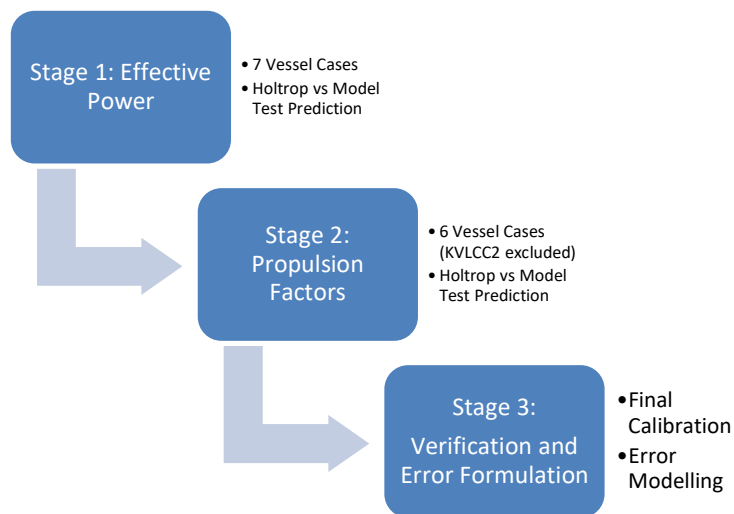 Stage 1: Effective
Power
• 7 Vessel Cases
• Holtrop vs Model
Test Prediction
Stage 2:
Propulsion
Factors
• 6 Vessel Cases
(KVLCC2 excluded)
• Holtrop vs Model
Test Prediction
Stage 3:
Verification and
Error Formulation
•Final
Calibration
•Error
Modelling